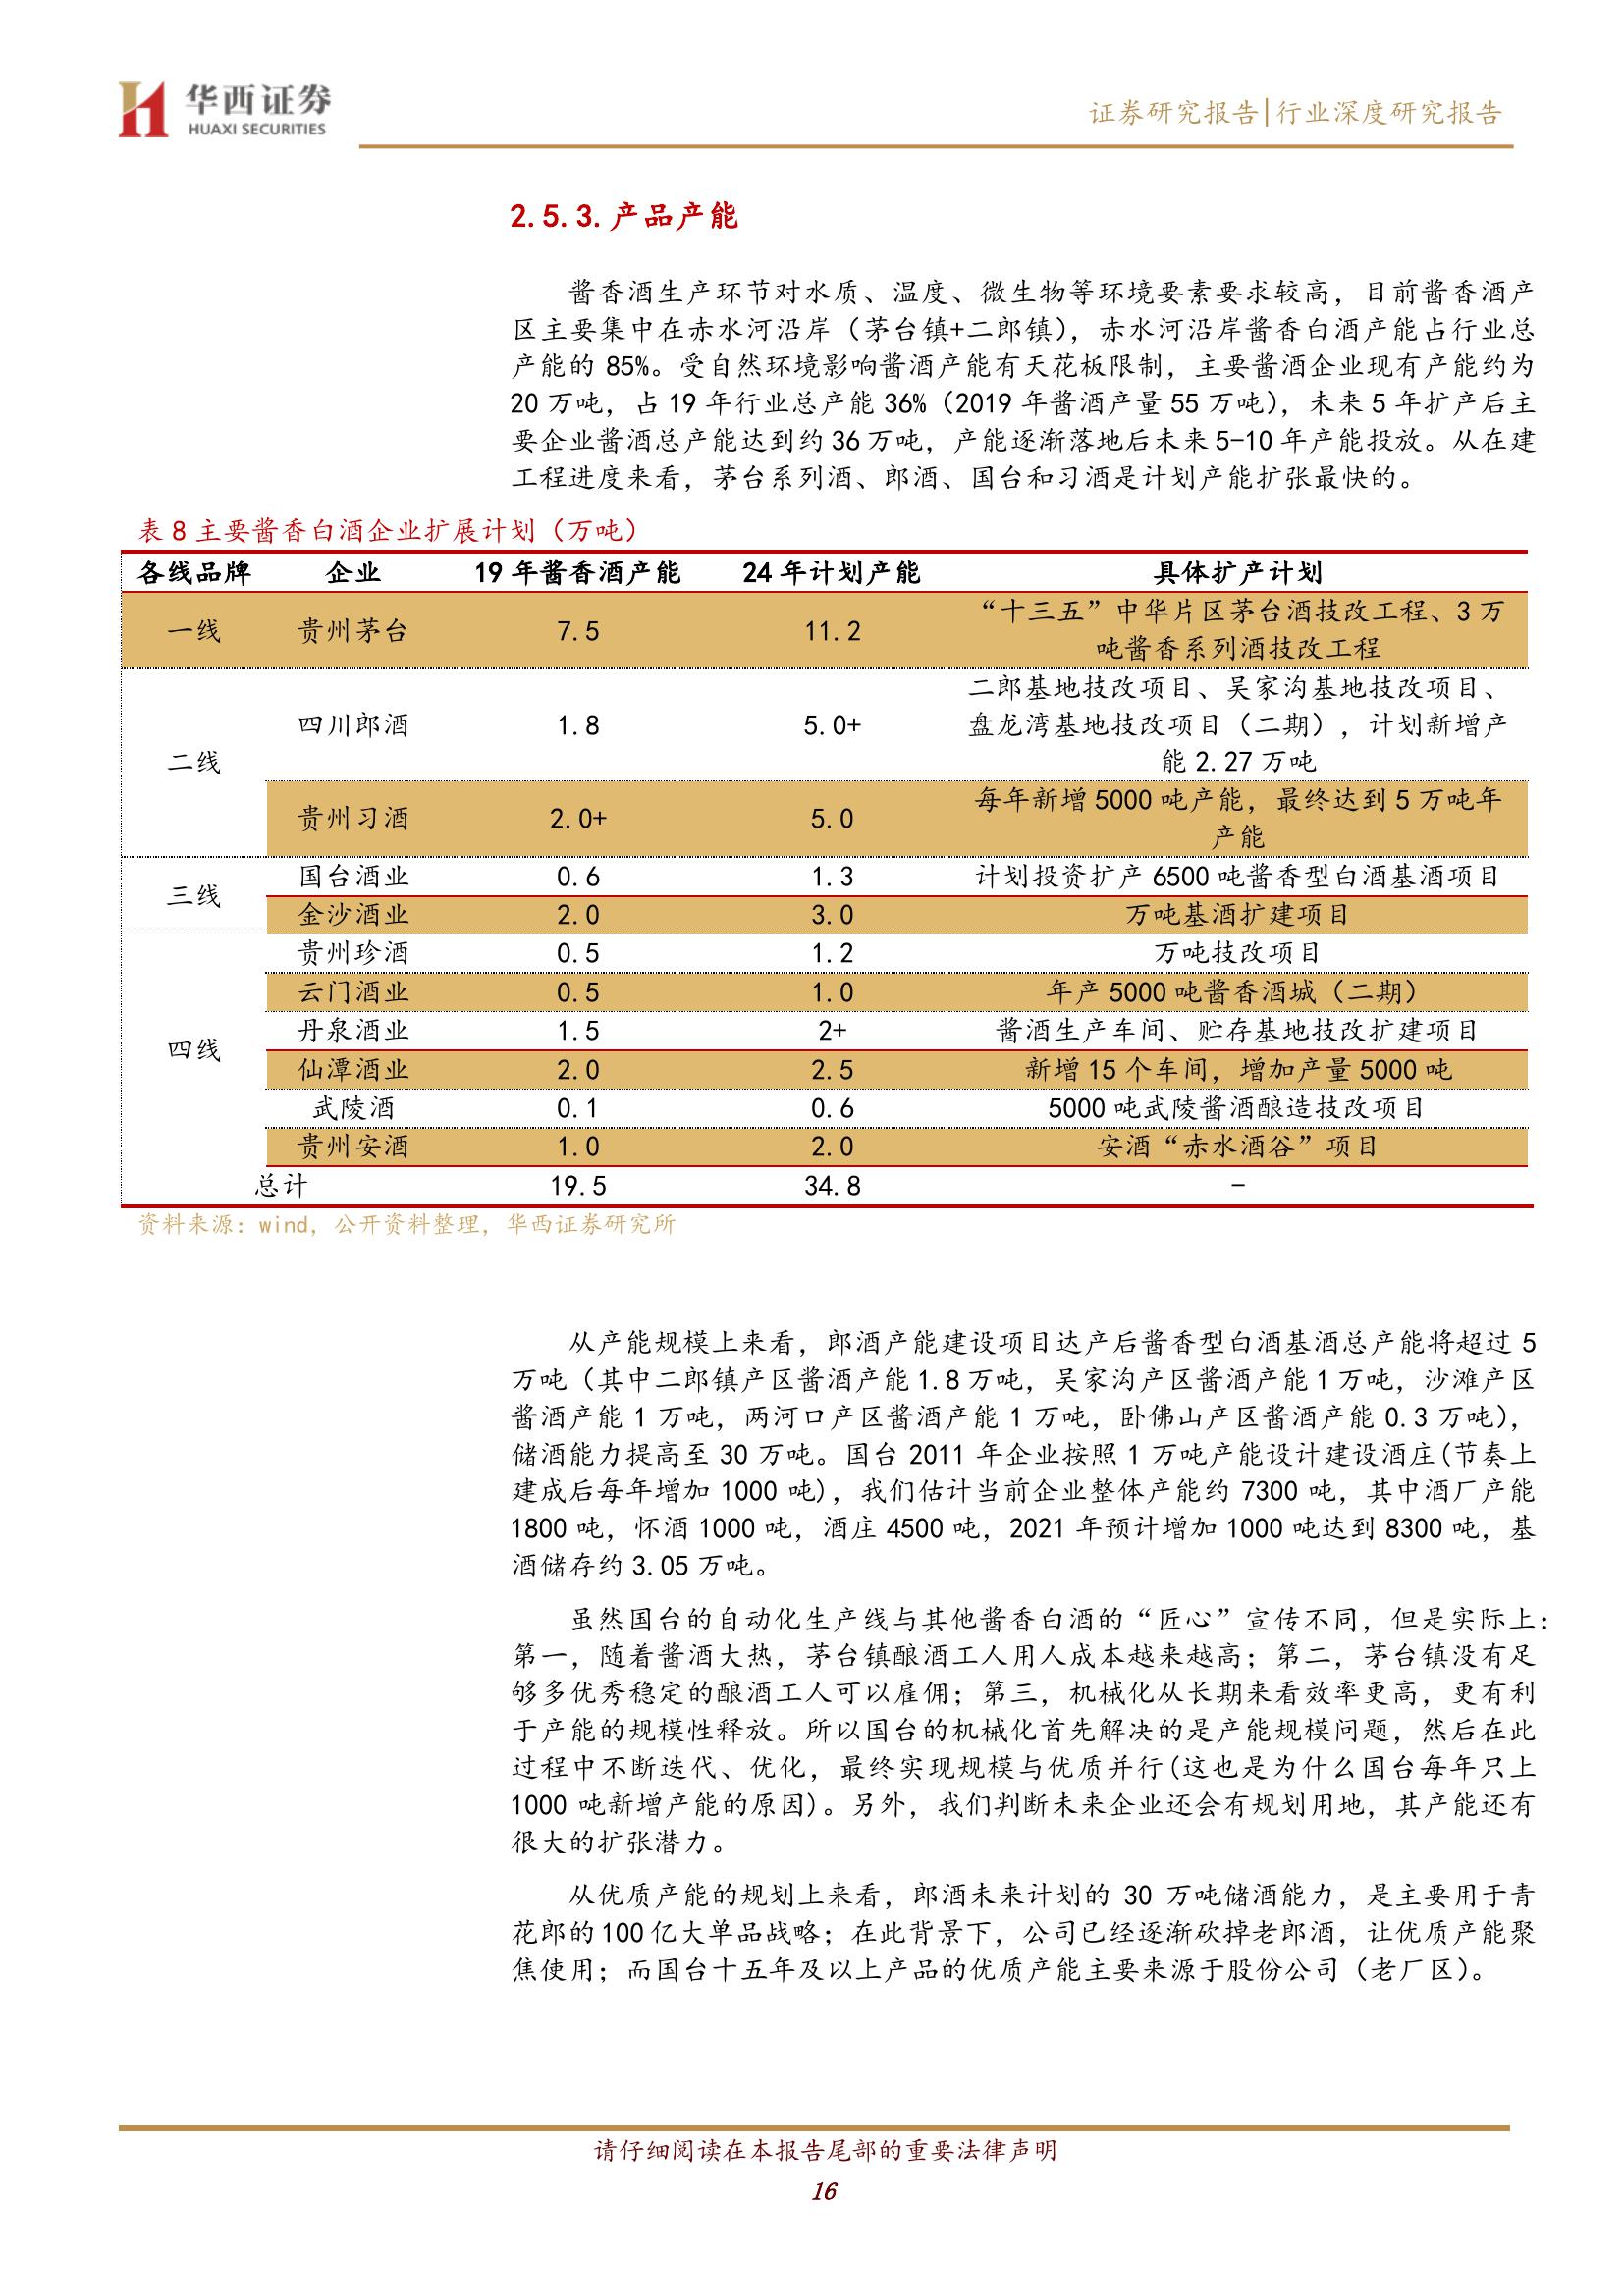 华西证券
HUAXI SECURITIES
证券研究报告|行业深度研究报告
2.5.3.产品产能
酱香酒生产环节对水质、温度、微生物等环境要素要求较高，目前酱香酒产
区主要集中在赤水河沿岸（茅台镇+二郎镇），赤水河沿岸酱香白酒产能占行业总
产能的 85%。受自然环境影响酱酒产能有天花板限制，主要酱酒企业现有产能约为
20 万吨，占 19 年行业总产能 36%（2019 年酱酒产量 55 万吨），未来 5 年扩产后主
要企业酱酒总产能达到约 36 万吨，产能逐渐落地后未来 5-10 年产能投放。从在建
工程进度来看，茅台系列酒、郎酒、国台和习酒是计划产能扩张最快的。
表 8 主要酱香白酒企业扩展计划（万吨）
各线品牌 企业 19 年酱香酒产能 24 年计划产能 具体扩产计划
一线 贵州茅台 7.5 11.2 “十三五”中华片区茅台酒技改工程、3 万
吨酱香系列酒技改工程
二线 四川郎酒 1.8 5.0+ 二郎基地技改项目、吴家沟基地技改项目、
盘龙湾基地技改项目（二期），计划新增产
能 2.27 万吨
贵州习酒 2.0+ 5.0 每年新增 5000 吨产能，最终达到 5 万吨年
产能
三线 国台酒业 0.6 1.3 计划投资扩产 6500 吨酱香型白酒基酒项目
金沙酒业 2.0 3.0 万吨基酒扩建项目
四线 贵州珍酒 0.5 1.2 万吨技改项目
云门酒业 0.5 1.0 年产 5000 吨酱香酒城（二期）
丹泉酒业 1.5 2+ 酱酒生产车间、贮存基地技改扩建项目
仙潭酒业 2.0 2.5 新增 15 个车间，增加产量 5000 吨
武陵酒 0.1 0.6 5000 吨武陵酱酒酿造技改项目
贵州安酒 1.0 2.0 安酒“赤水酒谷”项目
总计 19.5 34.8 -
资料来源：wind，公开资料整理，华西证券研究所
从产能规模上来看，郎酒产能建设项目达产后酱香型白酒基酒总产能将超过 5
万吨（其中二郎镇产区酱酒产能 1.8 万吨，吴家沟产区酱酒产能 1 万吨，沙滩产区
酱酒产能 1 万吨，两河口产区酱酒产能 1 万吨，卧佛山产区酱酒产能 0.3 万吨），
储酒能力提高至 30 万吨。国台 2011 年企业按照 1 万吨产能设计建设酒庄(节奏上
建成后每年增加 1000 吨)，我们估计当前企业整体产能约 7300 吨，其中酒厂产能
1800 吨，怀酒 1000 吨，酒庄 4500 吨，2021 年预计增加 1000 吨达到 8300 吨，基
酒储存约 3.05 万吨。
虽然国台的自动化生产线与其他酱香白酒的“匠心”宣传不同，但是实际上：
第一，随着酱酒大热，茅台镇酿酒工人用人成本越来越高；第二，茅台镇没有足
够多优秀稳定的酿酒工人可以雇佣；第三，机械化从长期来看效率更高，更有利
于产能的规模性释放。所以国台的机械化首先解决的是产能规模问题，然后在此
过程中不断迭代、优化，最终实现规模与优质并行(这也是为什么国台每年只上
1000 吨新增产能的原因)。另外，我们判断未来企业还会有规划用地，其产能还有
很大的扩张潜力。
从优质产能的规划上来看，郎酒未来计划的 30 万吨储酒能力，是主要用于青
花郎的 100 亿大单品战略；在此背景下，公司已经逐渐砍掉老郎酒，让优质产能聚
焦使用；而国台十五年及以上产品的优质产能主要来源于股份公司（老厂区）。
请仔细阅读在本报告尾部的重要法律声明
16